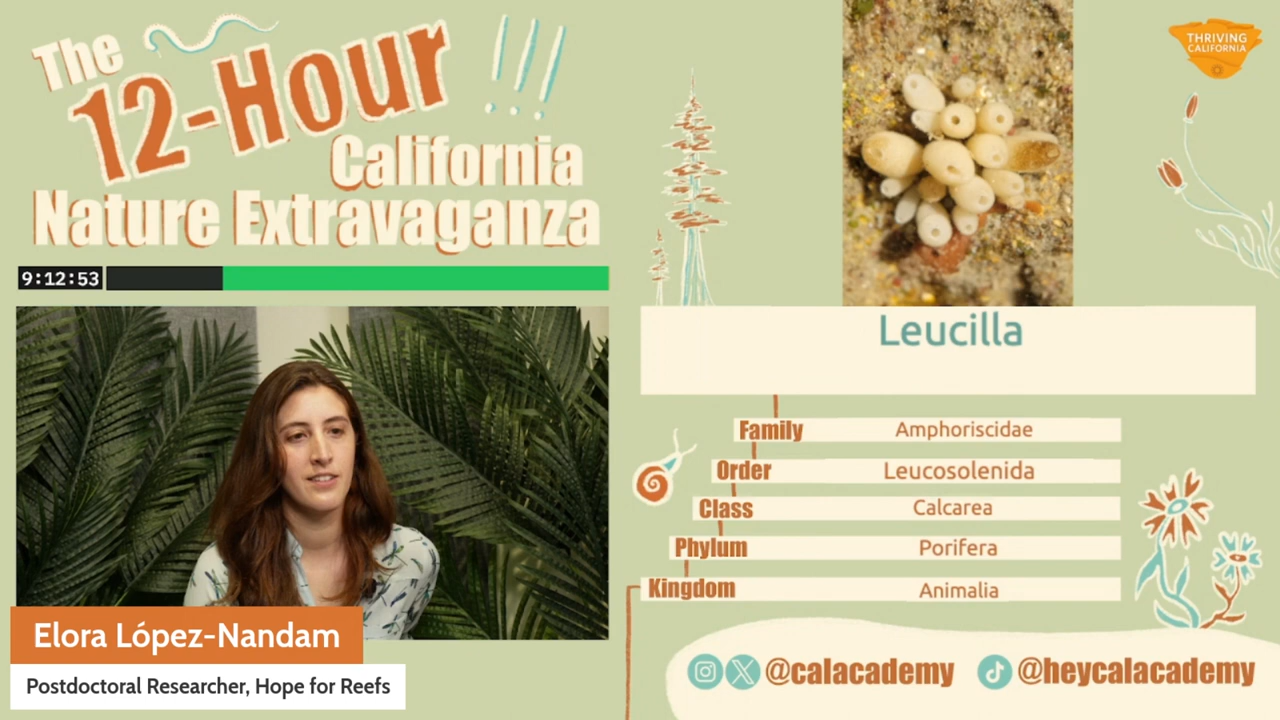 The
12-Hour!!!
California
Nature Extravaganza
9:12:53
Elora López-Nandam
Postdoctoral Researcher, Hope for Reefs
THRIVING
CALIFORNIA
Leucilla
Family Amphoriscidae
Order Leucosolenida
Class Calcarea
Phylum Porifera
Kingdom Animalia
@calacademy @heycalacademy